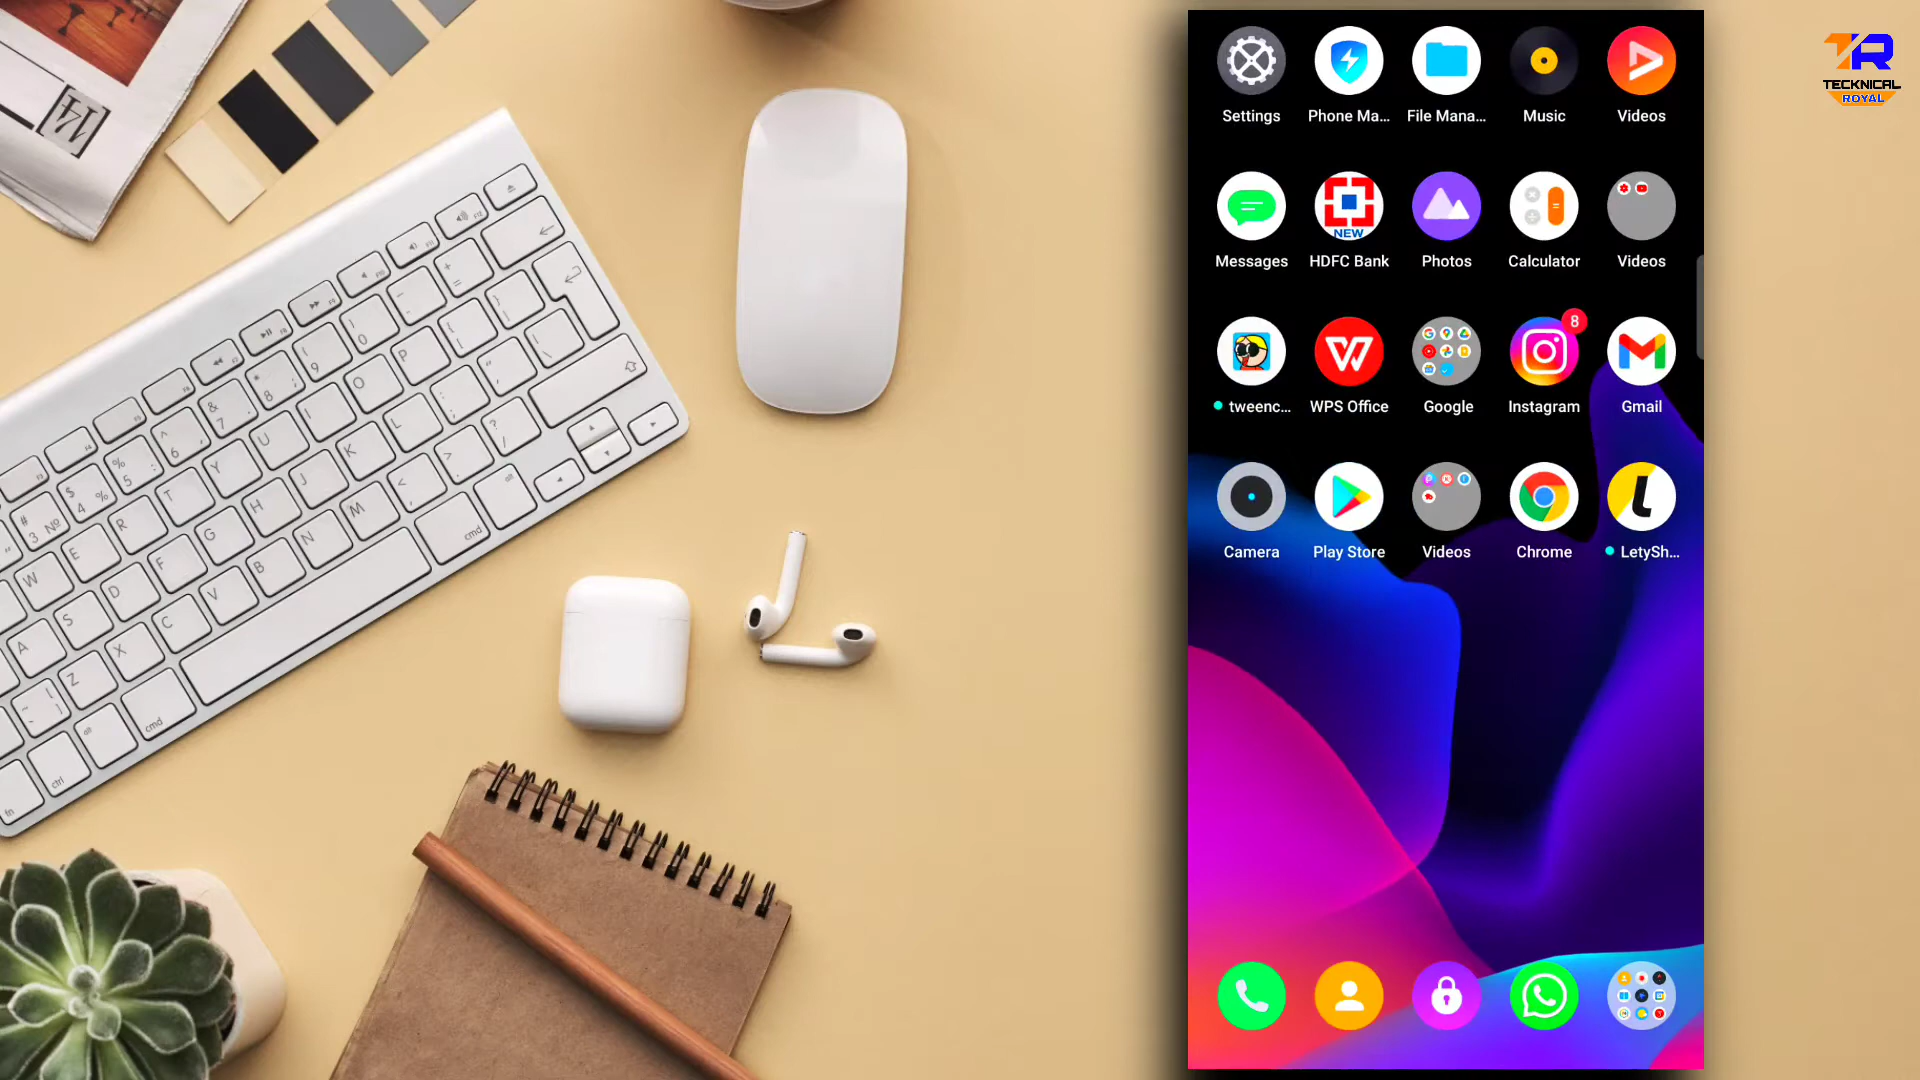 TR
TECKNICAL
ROYAL
Settings
Phone Ma...
File Mana...
Music
Videos
NEW
Messages
HDFC Bank
Photos
Calculator
Videos
8
tweenc...
WPS Office
Google
Instagram
Gmail
Camera
Play Store
Videos
Chrome
LetySh...